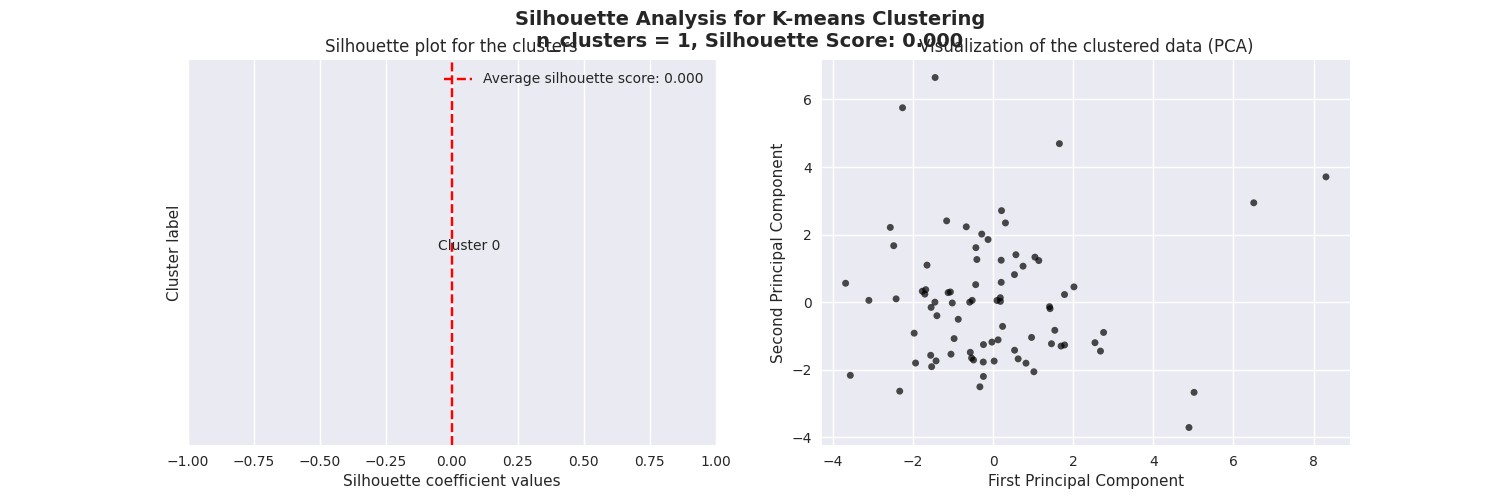 Silhouette Analysis for K-means Clustering
n_clusters = 1, Silhouette Score: 0.000
Silhouette plot for the clusters
Average silhouette score: 0.000
Cluster 0
Cluster label
−1.00 −0.75 −0.50 −0.25 0.00 0.25 0.50 0.75 1.00
Silhouette coefficient values
Visualization of the clustered data (PCA)
6
4
2
0
−2
−4
Second Principal Component
−4 −2 0 2 4 6 8
First Principal Component